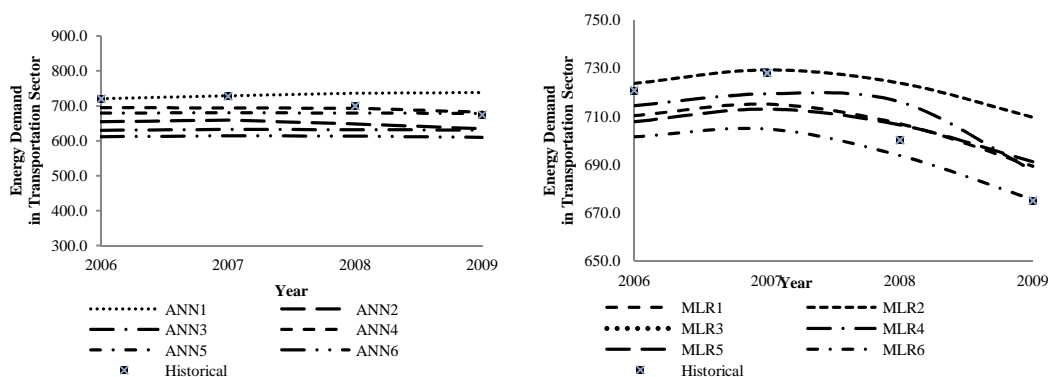 900.0
800.0
700.0
600.0
500.0
400.0
300.0
Energy Demand
in Transportation Sector
2006 2007 2008 2009
Year
ANN1 ANN2
ANN3 ANN4
ANN5 ANN6
Historical
750.0
730.0
710.0
690.0
670.0
650.0
Energy Demand
in Transportation Sector
2006 2007 2008 2009
Year
MLR1 MLR2
MLR3 MLR4
MLR5 MLR6
Historical